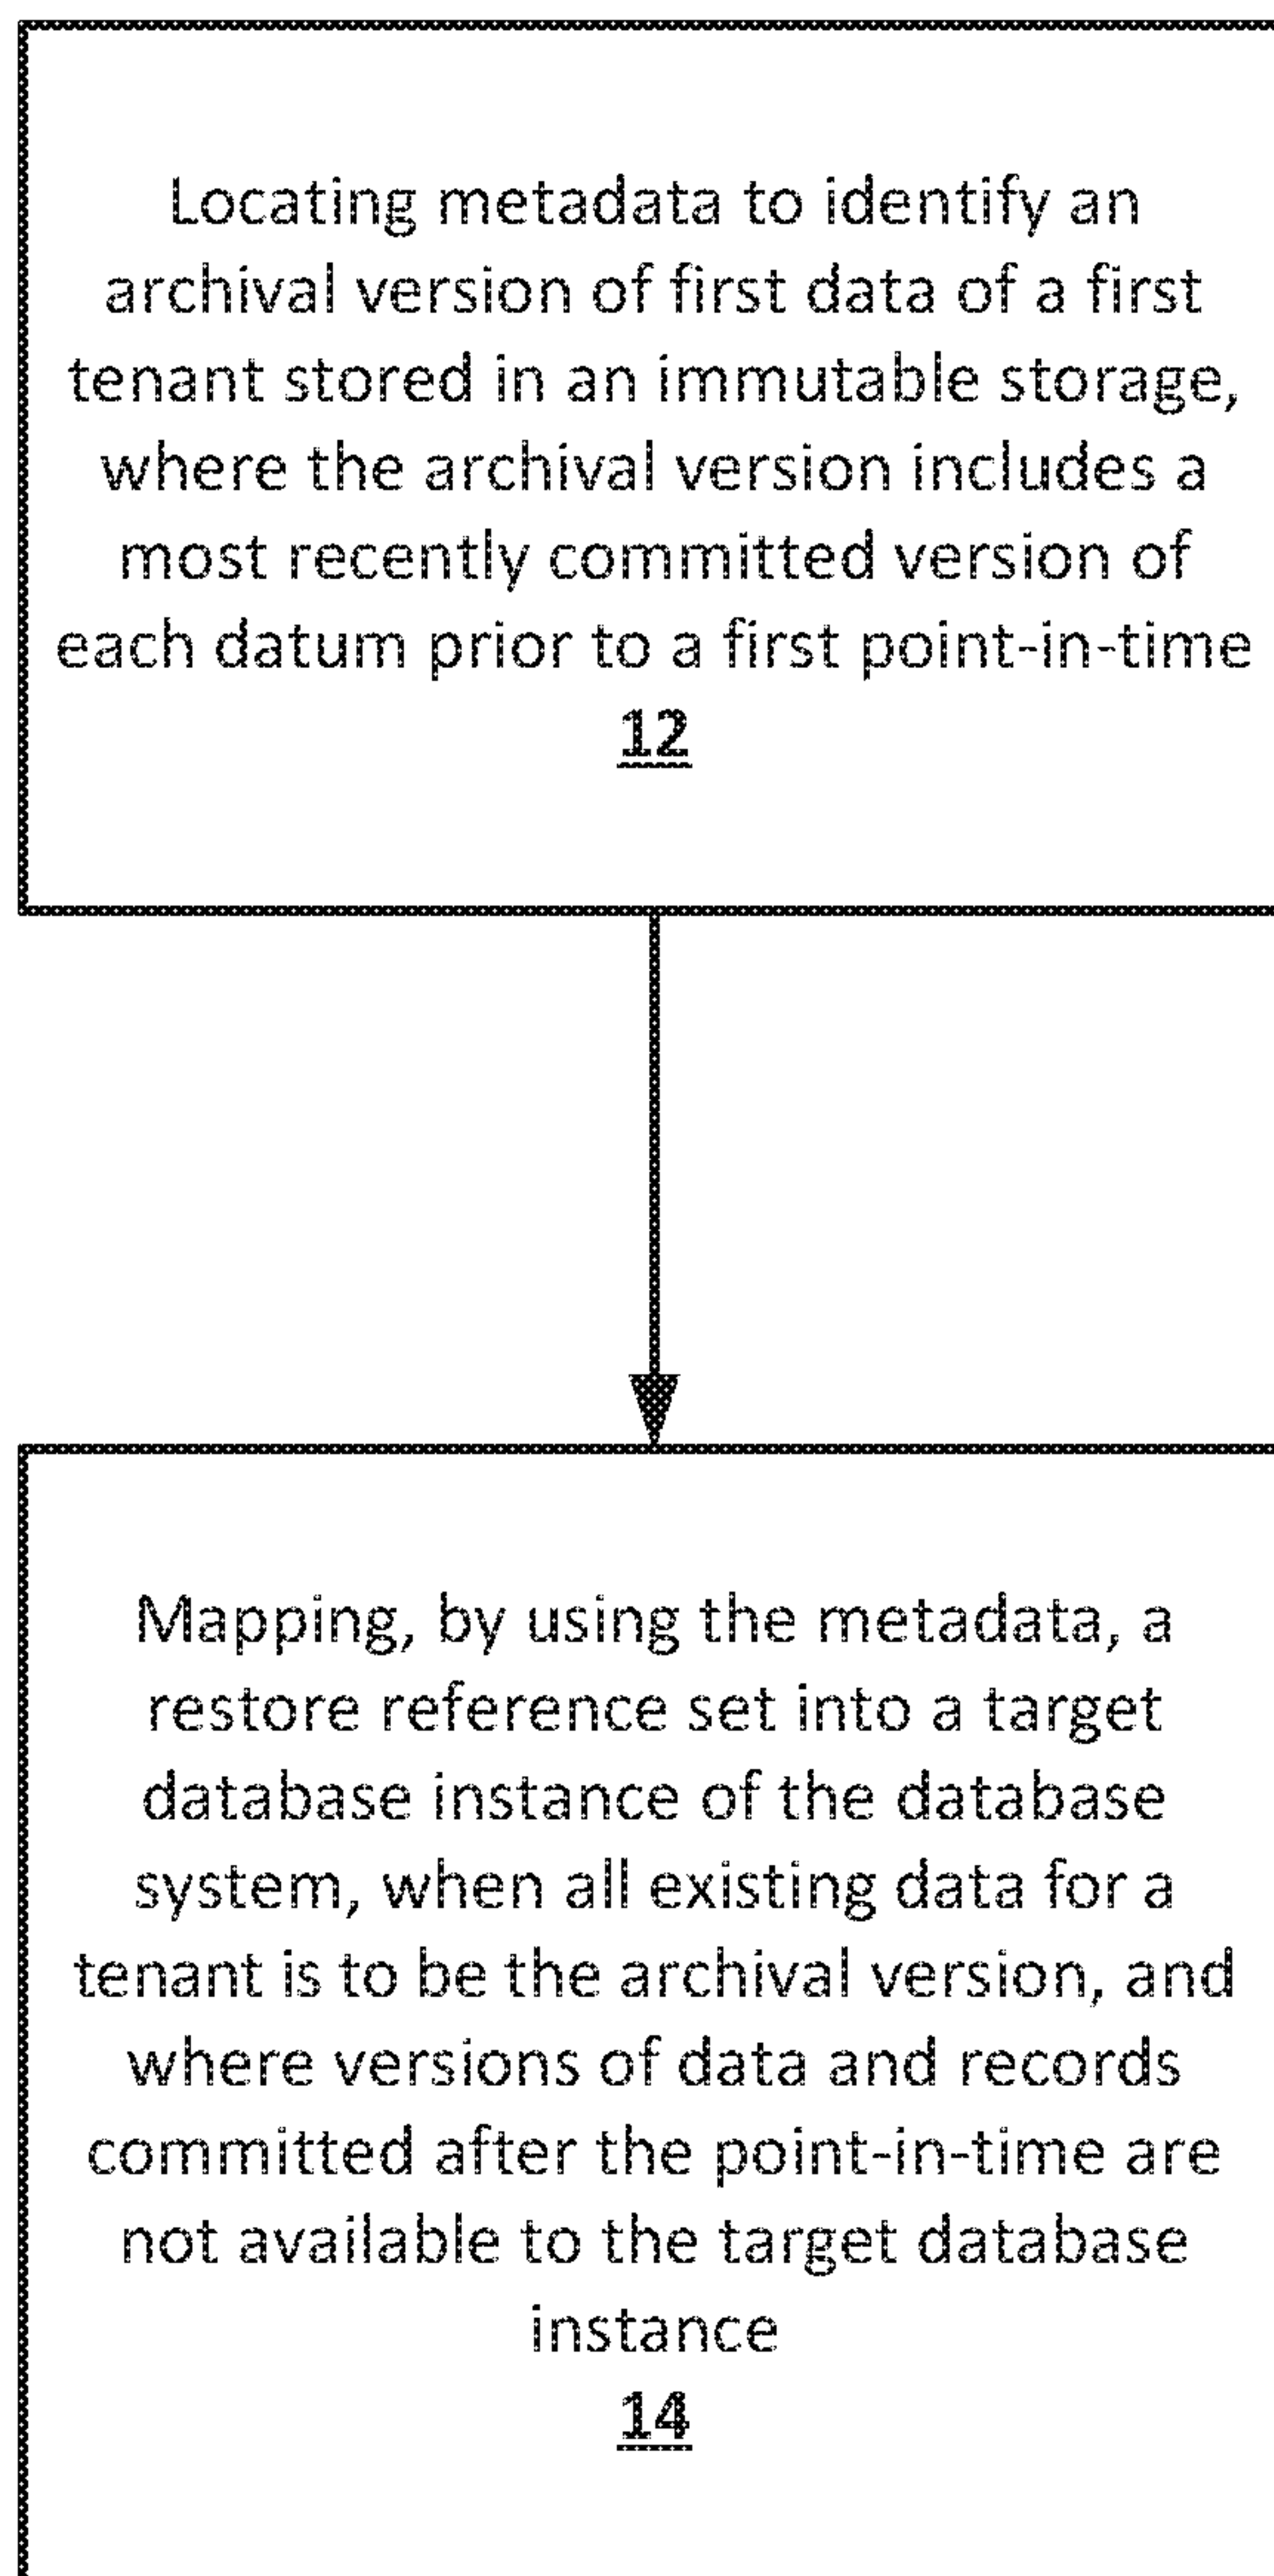 Locating metadata to identify an
archival version of first data of a first
tenant stored in an immutable storage,
where the archival version includes a
most recently committed version of
each datum prior to a first point-in-time
12
Mapping, by using the metadata, a
restore reference set into a target
database instance of the database
system, when all existing data for a
tenant is to be the archival version, and
where versions of data and records
committed after the point-in-time are
not available to the target database
instance
14